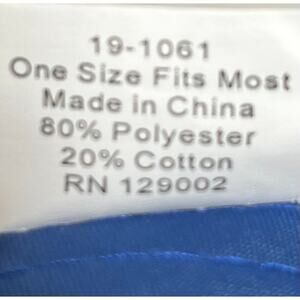 19-1061
One Size Fits Most
Made in China
80% Polyester
20% Cotton
RN 129002